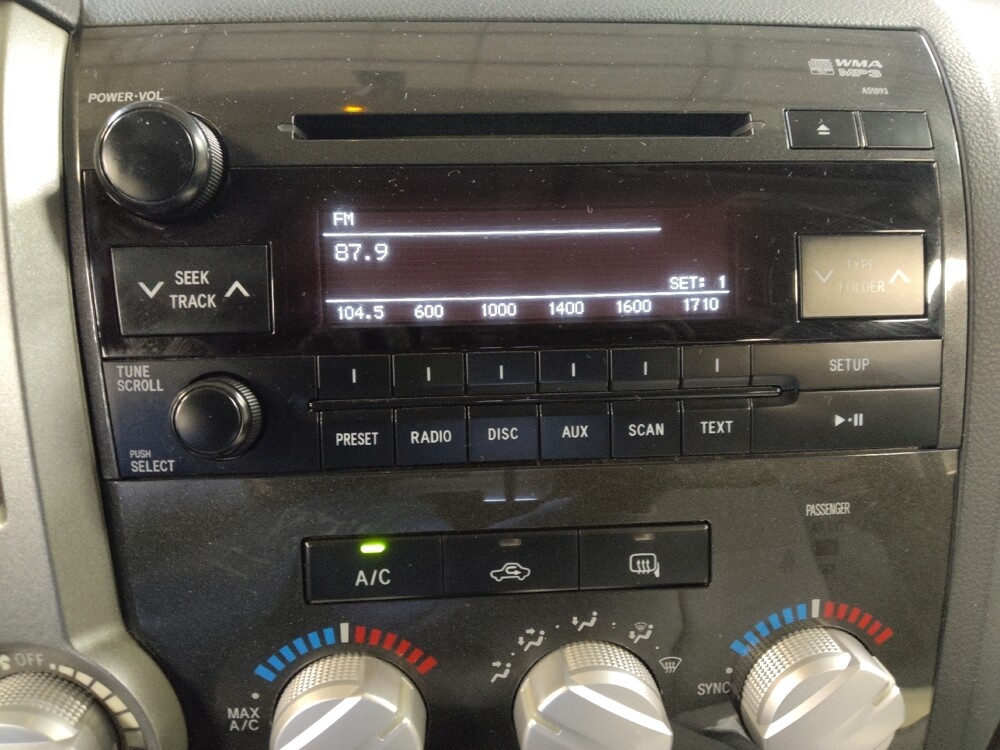 WMA
MP3
A51893
POWER·VOL
FM
87.9
SET: 1
104.5 600 1000 1400 1600 1710
SEEK
TRACK
TYPE
FOLDER
TUNE
SCROLL
PUSH
SELECT
SETUP
PRESET RADIO DISC AUX SCAN TEXT
PASSENGER
A/C
OFF
MAX
A/C
SYNC